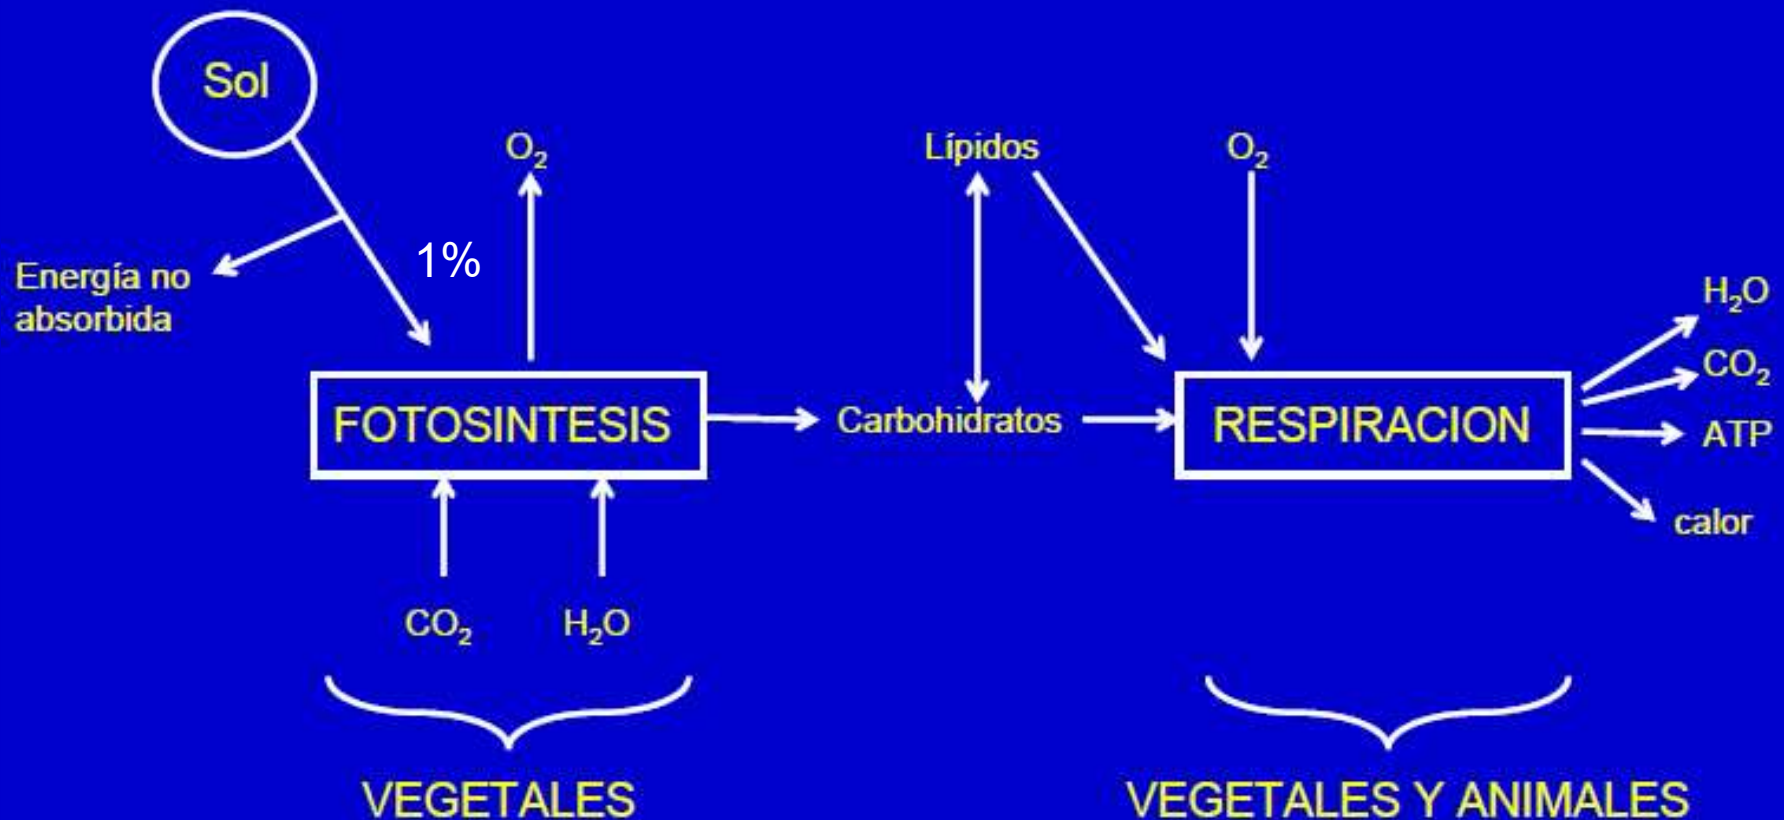 Sol
O₂
Lípidos
O₂
1%
Energía no
absorbida
H₂O
CO₂
FOTOSINTESIS
Carbohidratos
RESPIRACION
ATP
calor
CO₂
H₂O
VEGETALES
VEGETALES Y ANIMALES